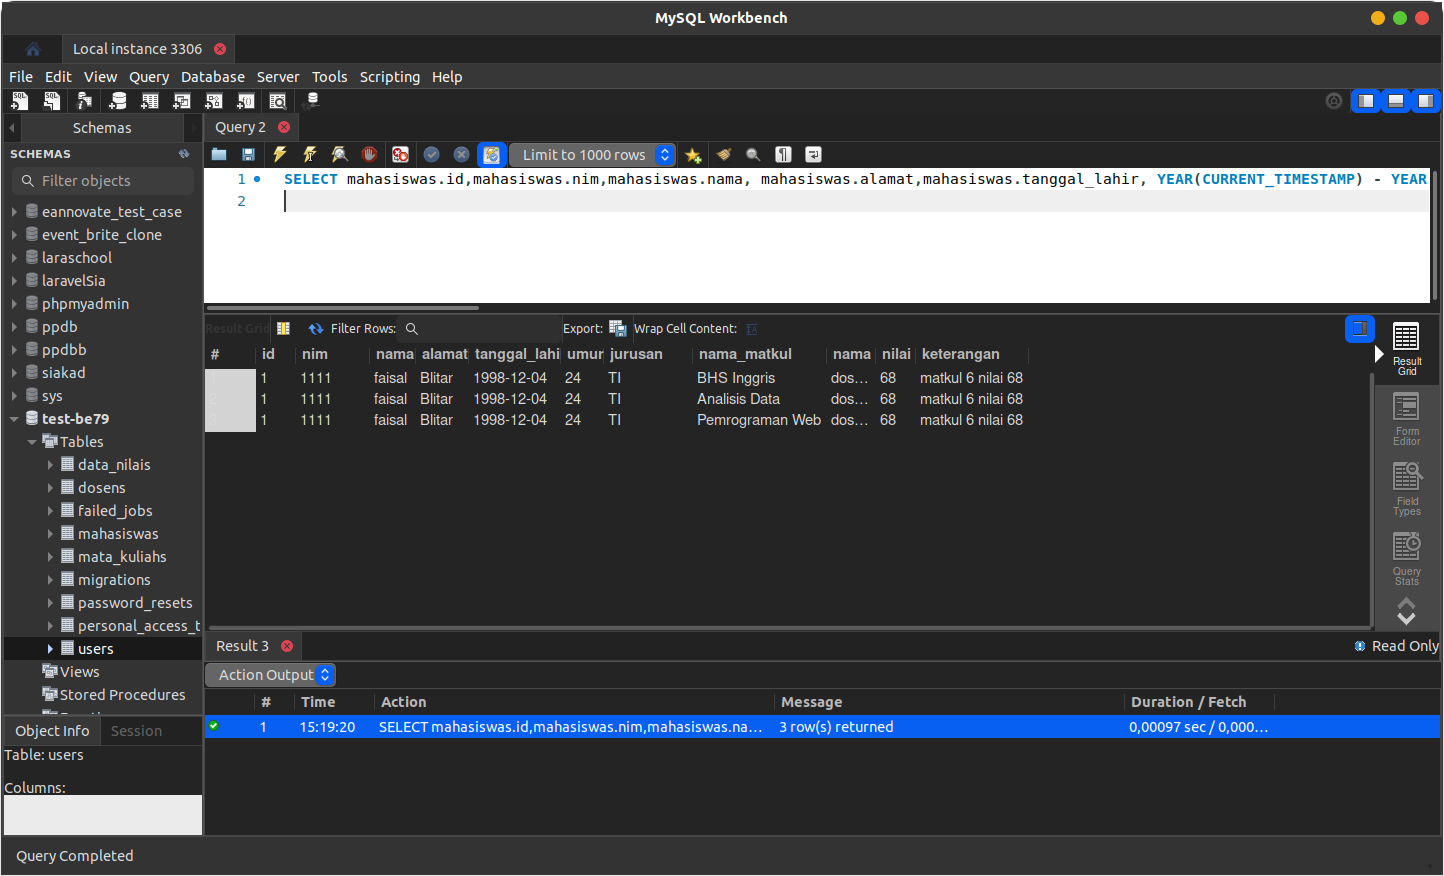 MySQL Workbench
Local instance 3306
File Edit View Query Database Server Tools Scripting Help
Schemas
Query 2
SCHEMAS
Limit to 1000 rows
Filter objects
1 SELECT mahasiswas.id,mahasiswas.nim,mahasiswas.nama, mahasiswas.alamat,mahasiswas.tanggal_lahir, YEAR(CURRENT_TIMESTAMP) - YEAR
2
eannovate_test_case
event_brite_clone
laraschool
laravelSia
phpmyadmin
ppdb
ppdbb
siakad
sys
test-be79
Tables
data_nilais
dosens
failed_jobs
mahasiswas
mata_kuliahs
migrations
password_resets
personal_access_t
users
Views
Stored Procedures
Result Grid Filter Rows: Export: Wrap Cell Content:
# id nim nama alamat tanggal_lahi umur jurusan nama_matkul nama nilai keterangan
1 1111 faisal Blitar 1998-12-04 24 TI BHS Inggris dos... 68 matkul 6 nilai 68
1 1111 faisal Blitar 1998-12-04 24 TI Analisis Data dos... 68 matkul 6 nilai 68
1 1111 faisal Blitar 1998-12-04 24 TI Pemrograman Web dos... 68 matkul 6 nilai 68
Result
Grid
Form
Editor
Field
Types
Query
Stats
Result 3
Read Only
Action Output
# Time Action Message Duration / Fetch
1 15:19:20 SELECT mahasiswas.id,mahasiswas.nim,mahasiswas.na... 3 row(s) returned 0,00097 sec / 0,000...
Object Info Session
Table: users
Columns:
Query Completed